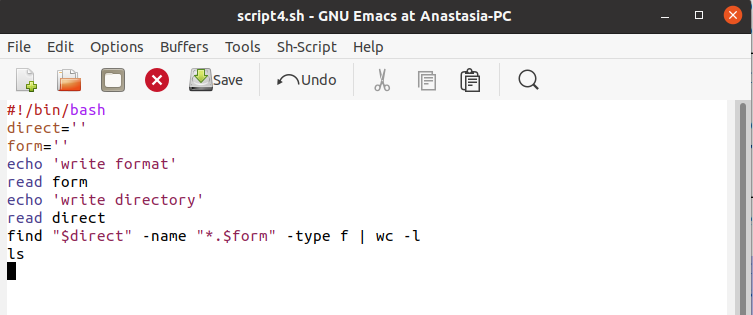 script4.sh - GNU Emacs at Anastasia-PC
File Edit Options Buffers Tools Sh-Script Help
Save Undo
#!/bin/bash
direct=''
form=''
echo 'write format'
read form
echo 'write directory'
read direct
find "$direct" -name "*.$form" -type f | wc -l
ls